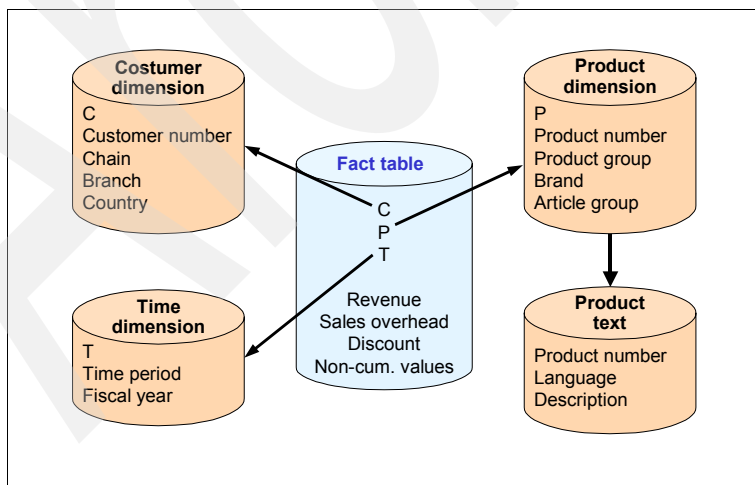 Costumer
dimension
C
Customer number
Chain
Branch
Country
Fact table
C
P
T
Revenue
Sales overhead
Discount
Non-cum. values
Product
dimension
P
Product number
Product group
Brand
Article group
Time
dimension
T
Time period
Fiscal year
Product
text
Product number
Language
Description